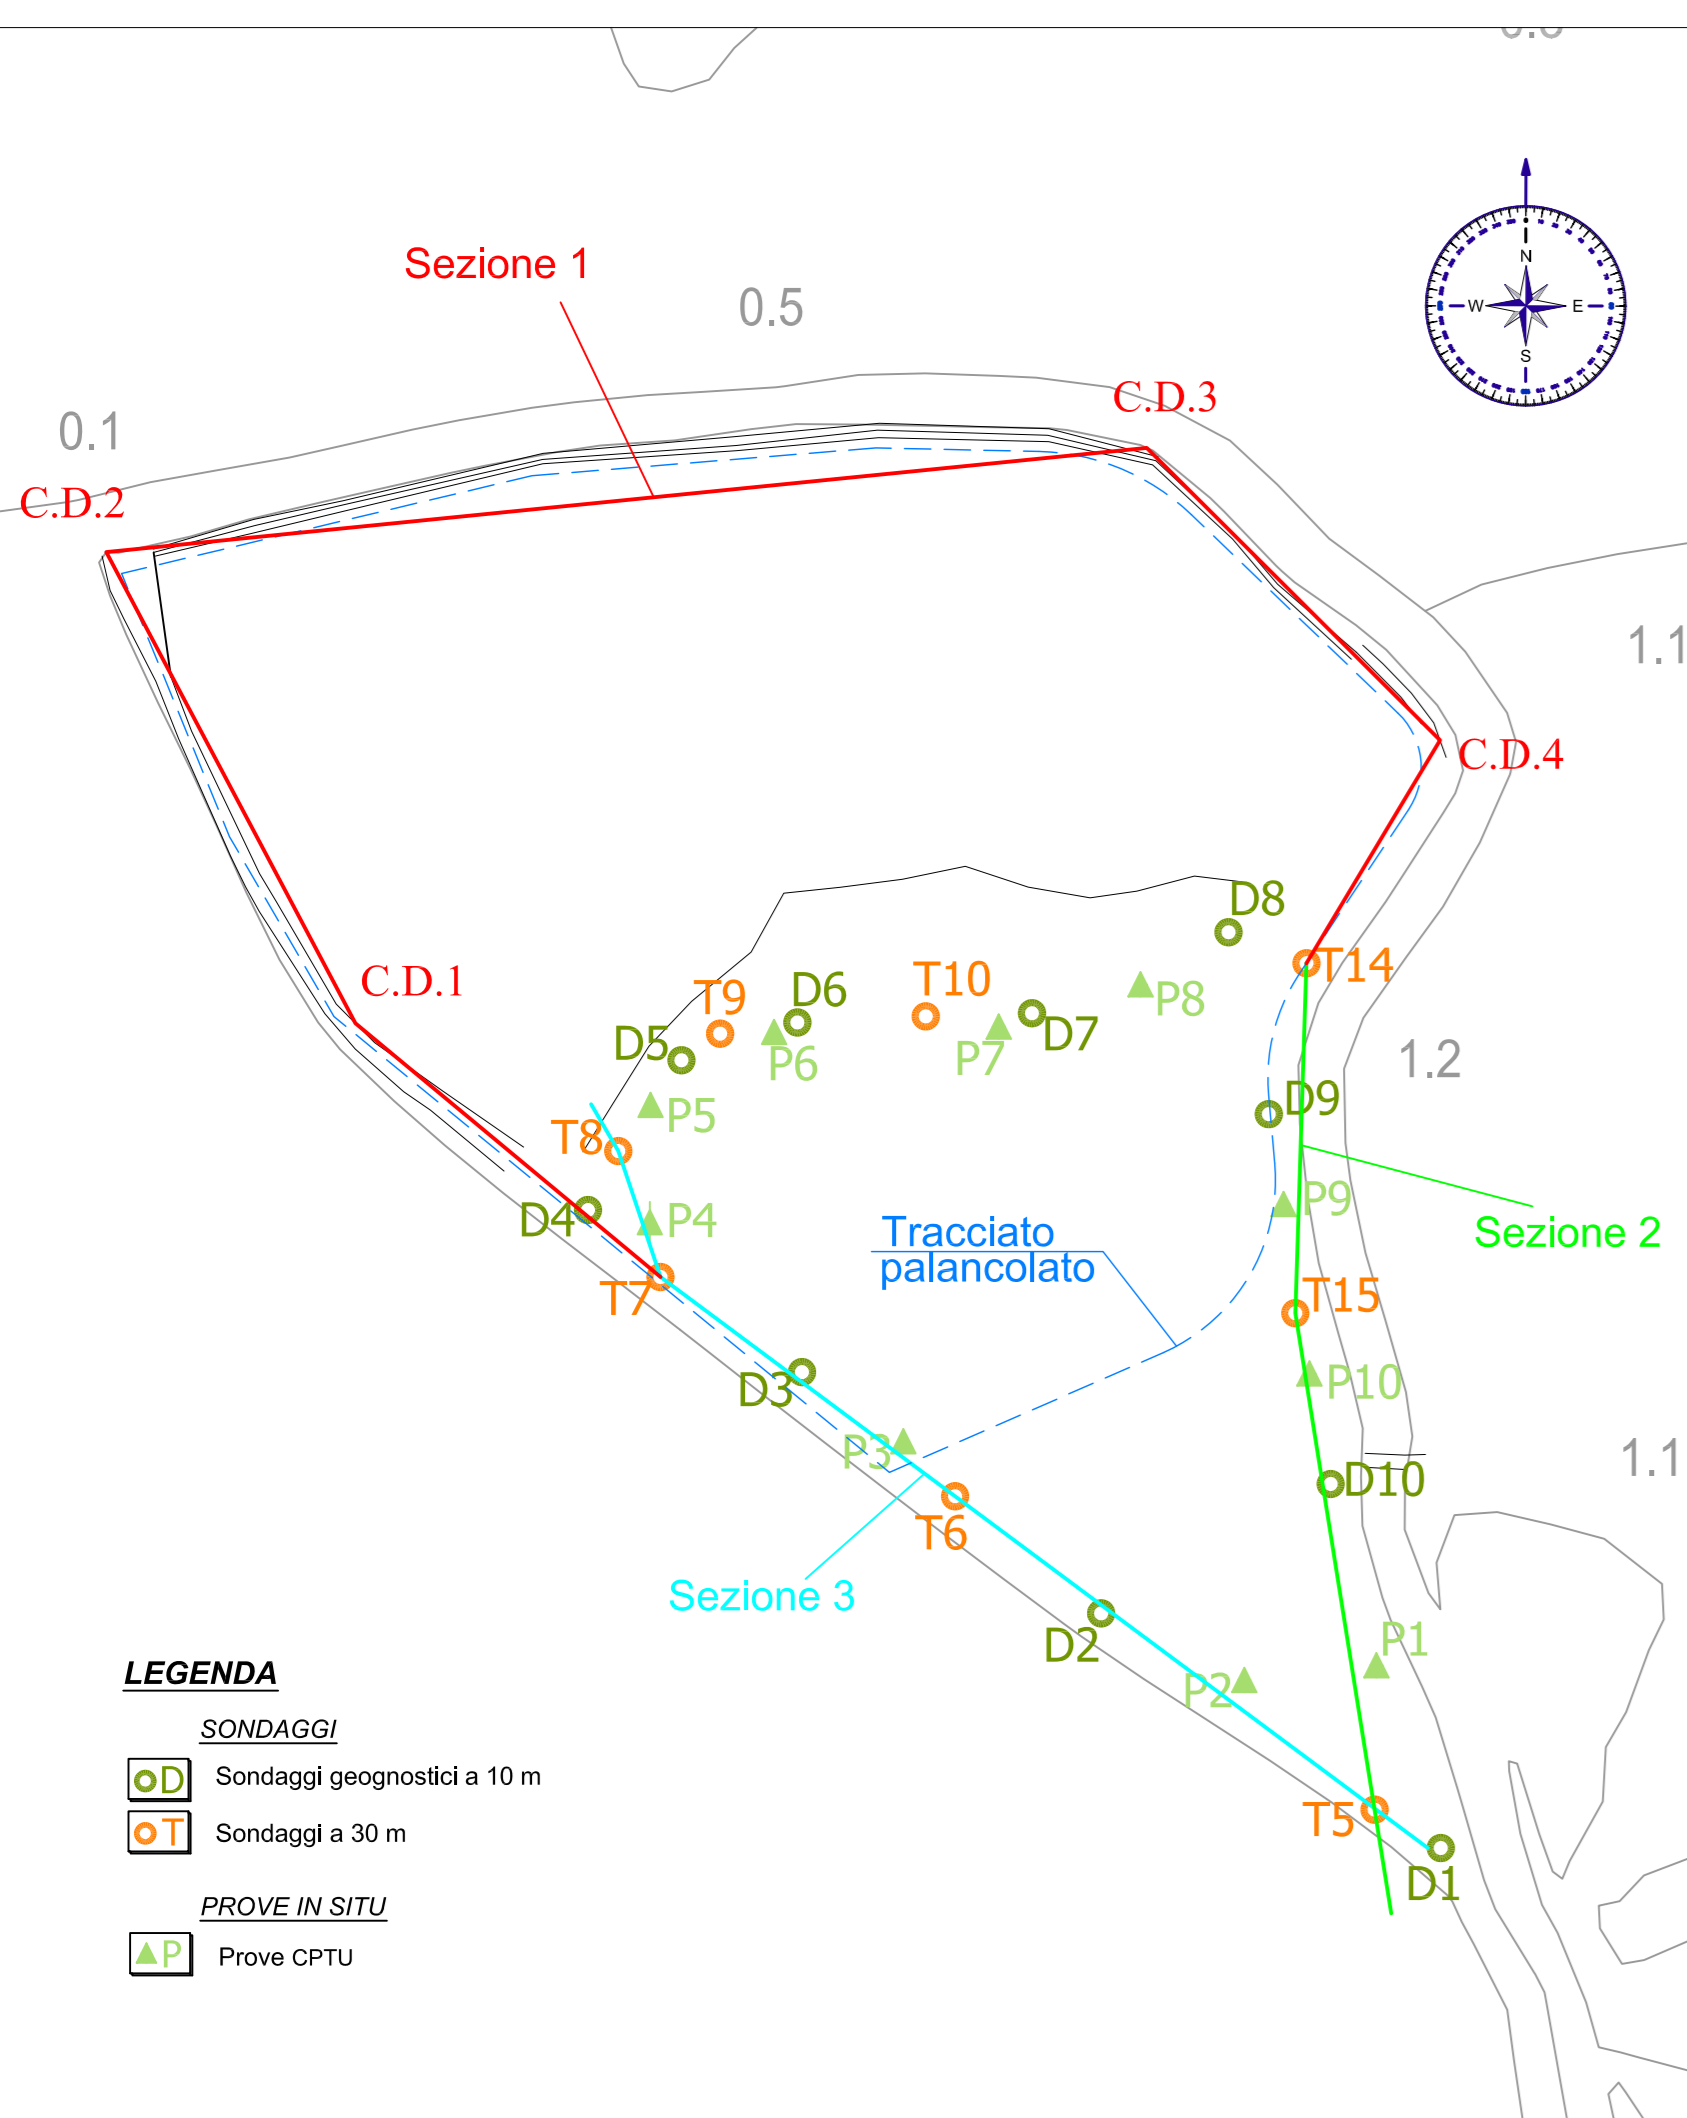 Sezione 1
0.5
N
W
E
S
C.D.3
0.1
C.D.2
1.1
C.D.4
D8
T14
C.D.1
T9
D6
T10
P8
D5
P6
P7
D7
1.2
P5
D9
T8
D4
P4
P9
Tracciato
palancolato
Sezione 2
T7
T15
D3
P10
P3
1.1
D10
T6
Sezione 3
D2
P1
P2
T5
D1
LEGENDA
SONDAGGI
D Sondaggi geognostici a 10 m
T Sondaggi a 30 m
PROVE IN SITU
P Prove CPTU